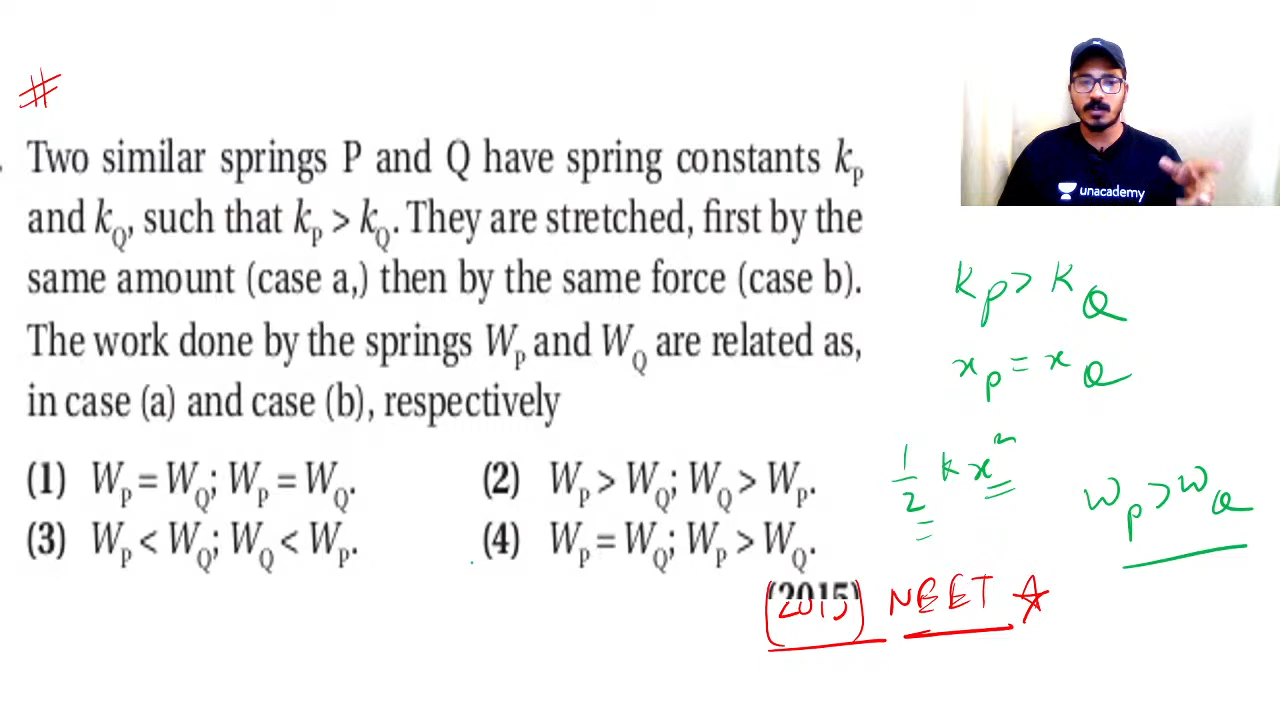 #
Two similar springs P and Q have spring constants k_P
and k_Q, such that k_P > k_Q. They are stretched, first by the
same amount (case a,) then by the same force (case b).
The work done by the springs W_P and W_Q are related as,
in case (a) and case (b), respectively
(1) W_P = W_Q; W_P = W_Q.
(2) W_P > W_Q; W_Q > W_P.
(3) W_P < W_Q; W_Q < W_P.
(4) W_P = W_Q; W_P > W_Q.
(2015)
(2015) NEET
unacademy
k_P > k_Q
x_P = x_Q
1/2 k x²
W_P > W_Q